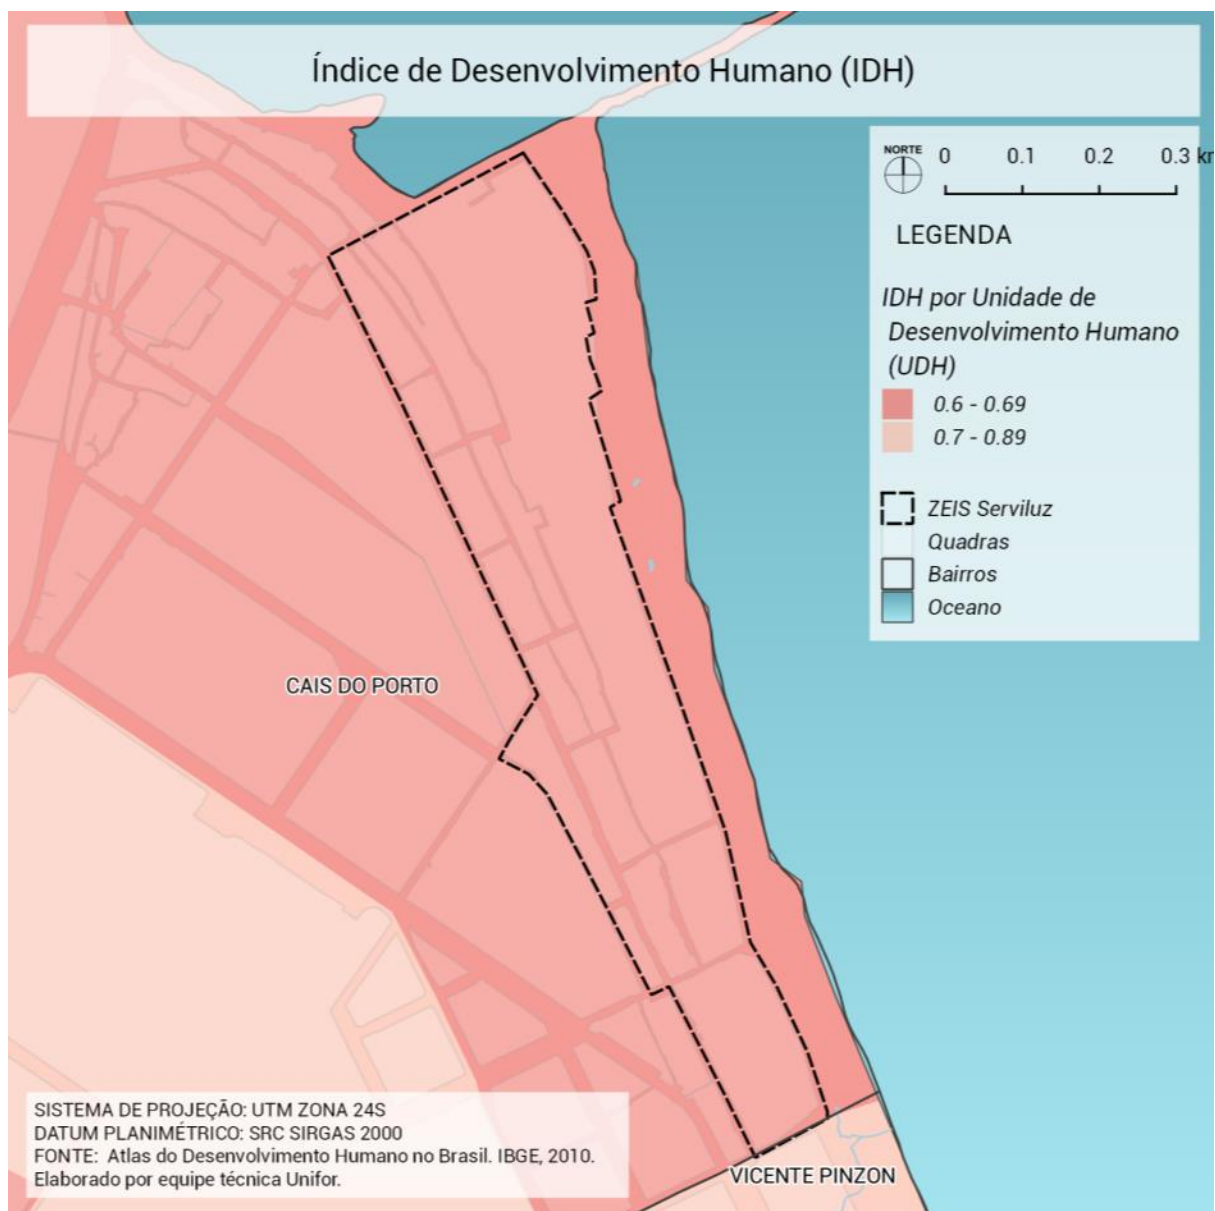 Índice de Desenvolvimento Humano (IDH)
NORTE
0 0.1 0.2 0.3 kr
LEGENDA
IDH por Unidade de
Desenvolvimento Humano
(UDH)
0.6 - 0.69
0.7 - 0.89
ZEIS Serviluz
Quadras
Bairros
Oceano
CAIS DO PORTO
VICENTE PINZON
SISTEMA DE PROJEÇÃO: UTM ZONA 24S
DATUM PLANIMÉTRICO: SRC SIRGAS 2000
FONTE: Atlas do Desenvolvimento Humano no Brasil. IBGE, 2010.
Elaborado por equipe técnica Unifor.